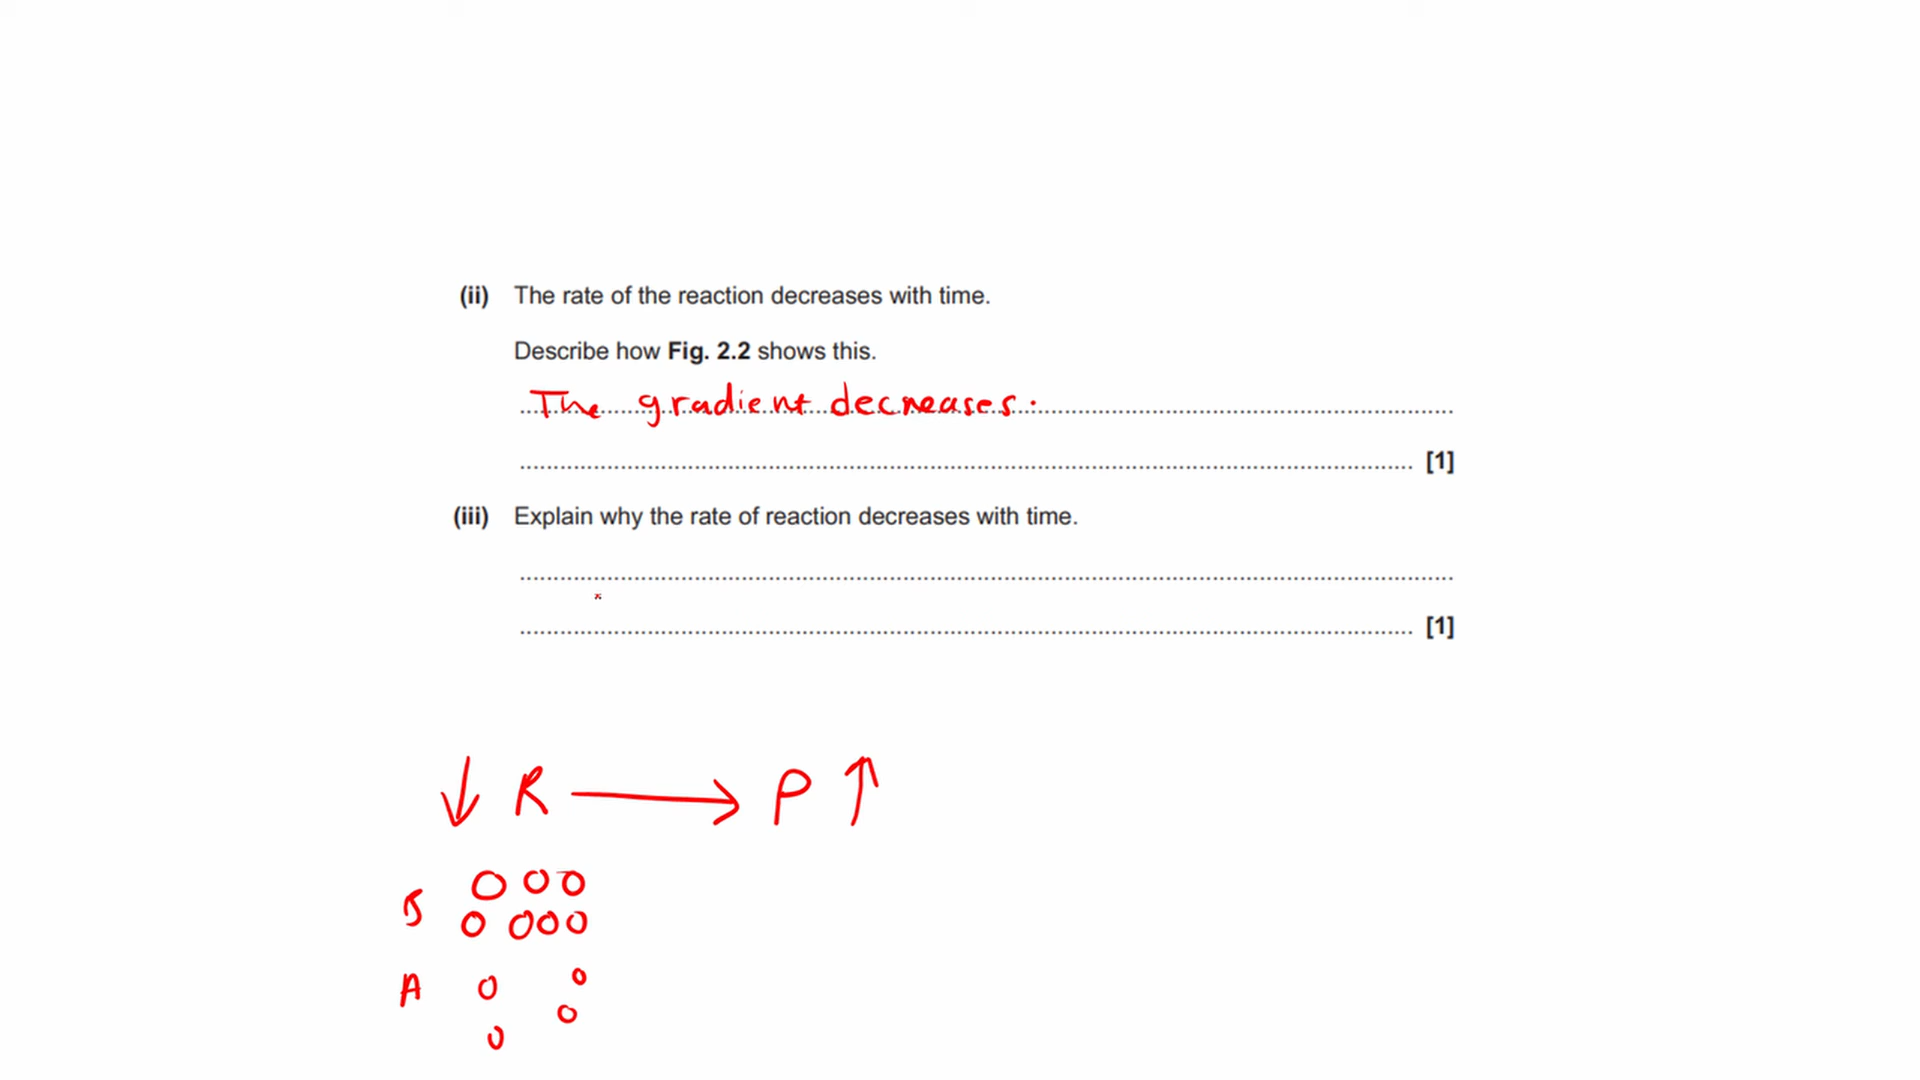 (ii) The rate of the reaction decreases with time.
Describe how Fig. 2.2 shows this.
The gradient decreases.
[1]
(iii) Explain why the rate of reaction decreases with time.
[1]
↓ R → P ↑
B
A